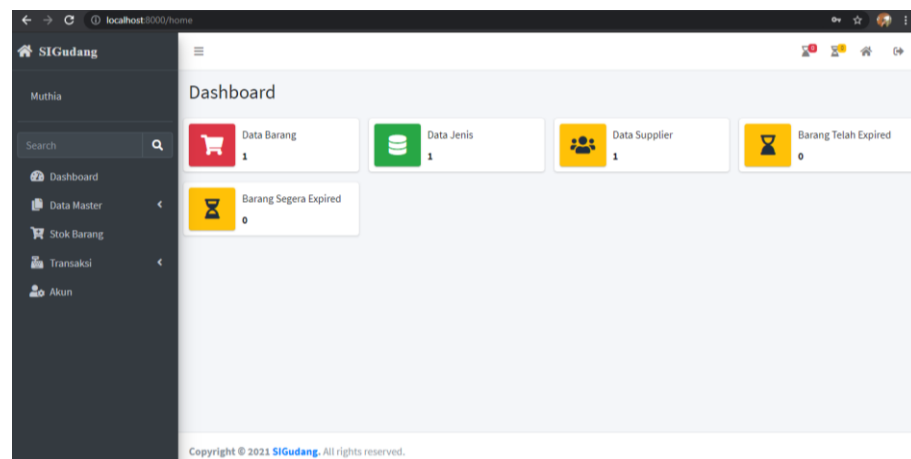 localhost:8000/home
SIGudang
Muthia
Search
Dashboard
Data Master
Stok Barang
Transaksi
Akun
Dashboard
Data Barang
1
Data Jenis
1
Data Supplier
1
Barang Telah Expired
0
Barang Segera Expired
0
Copyright © 2021 SIGudang. All rights reserved.